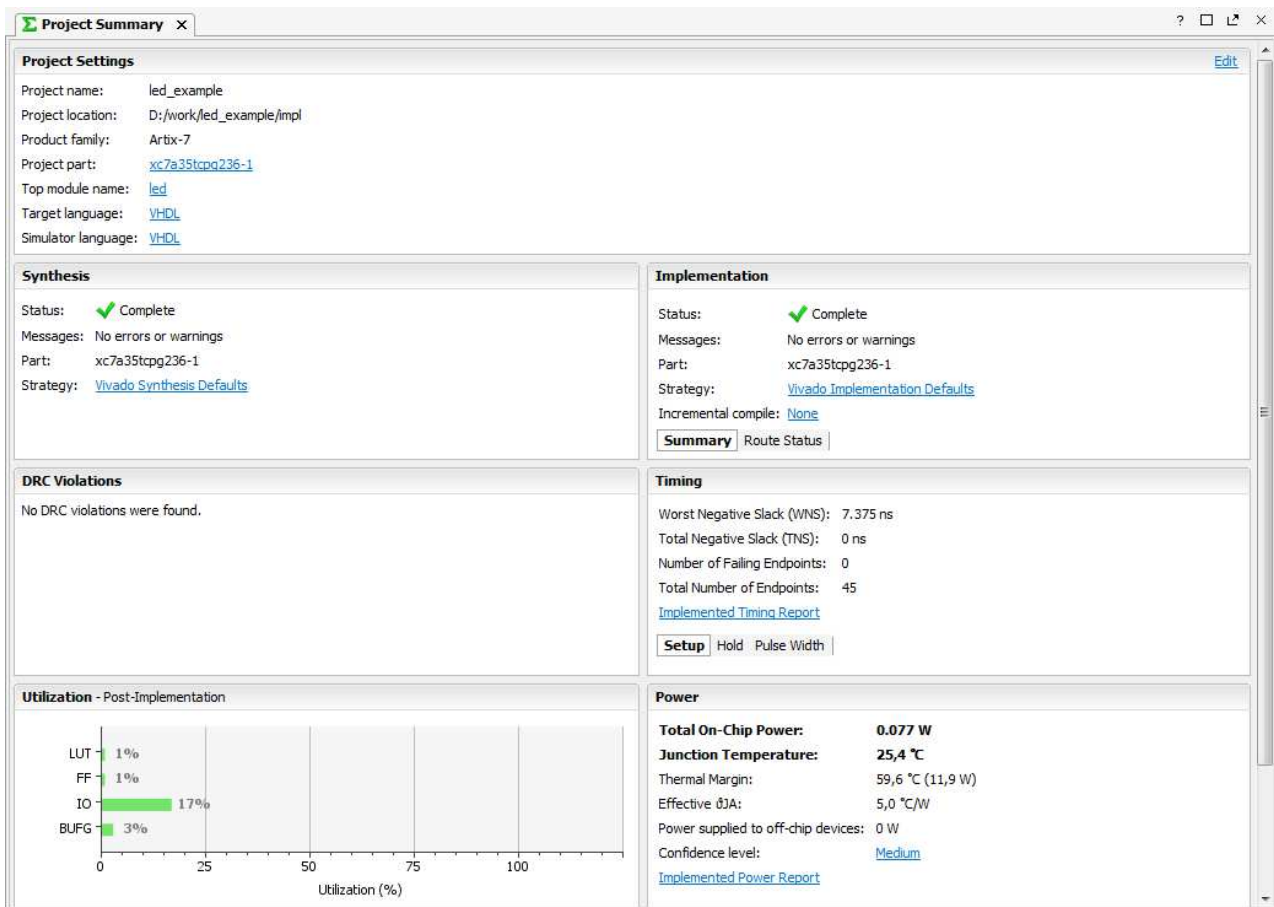 Σ Project Summary ×
? □ ×
Project Settings Edit
Project name: led_example
Project location: D:/work/led_example/impl
Product family: Artix-7
Project part: xc7a35tcpg236-1
Top module name: led
Target language: VHDL
Simulator language: VHDL
Synthesis
Status: Complete
Messages: No errors or warnings
Part: xc7a35tcpg236-1
Strategy: Vivado Synthesis Defaults
Implementation
Status: Complete
Messages: No errors or warnings
Part: xc7a35tcpg236-1
Strategy: Vivado Implementation Defaults
Incremental compile: None
Summary Route Status
DRC Violations
No DRC violations were found.
Timing
Worst Negative Slack (WNS): 7.375 ns
Total Negative Slack (TNS): 0 ns
Number of Failing Endpoints: 0
Total Number of Endpoints: 45
Implemented Timing Report
Setup Hold Pulse Width
Utilization - Post-Implementation
LUT 1%
FF 1%
IO 17%
BUFG 3%
0 25 50 75 100
Utilization (%)
Power
Total On-Chip Power: 0.077 W
Junction Temperature: 25,4 °C
Thermal Margin: 59,6 °C (11,9 W)
Effective ϑJA: 5,0 °C/W
Power supplied to off-chip devices: 0 W
Confidence level: Medium
Implemented Power Report